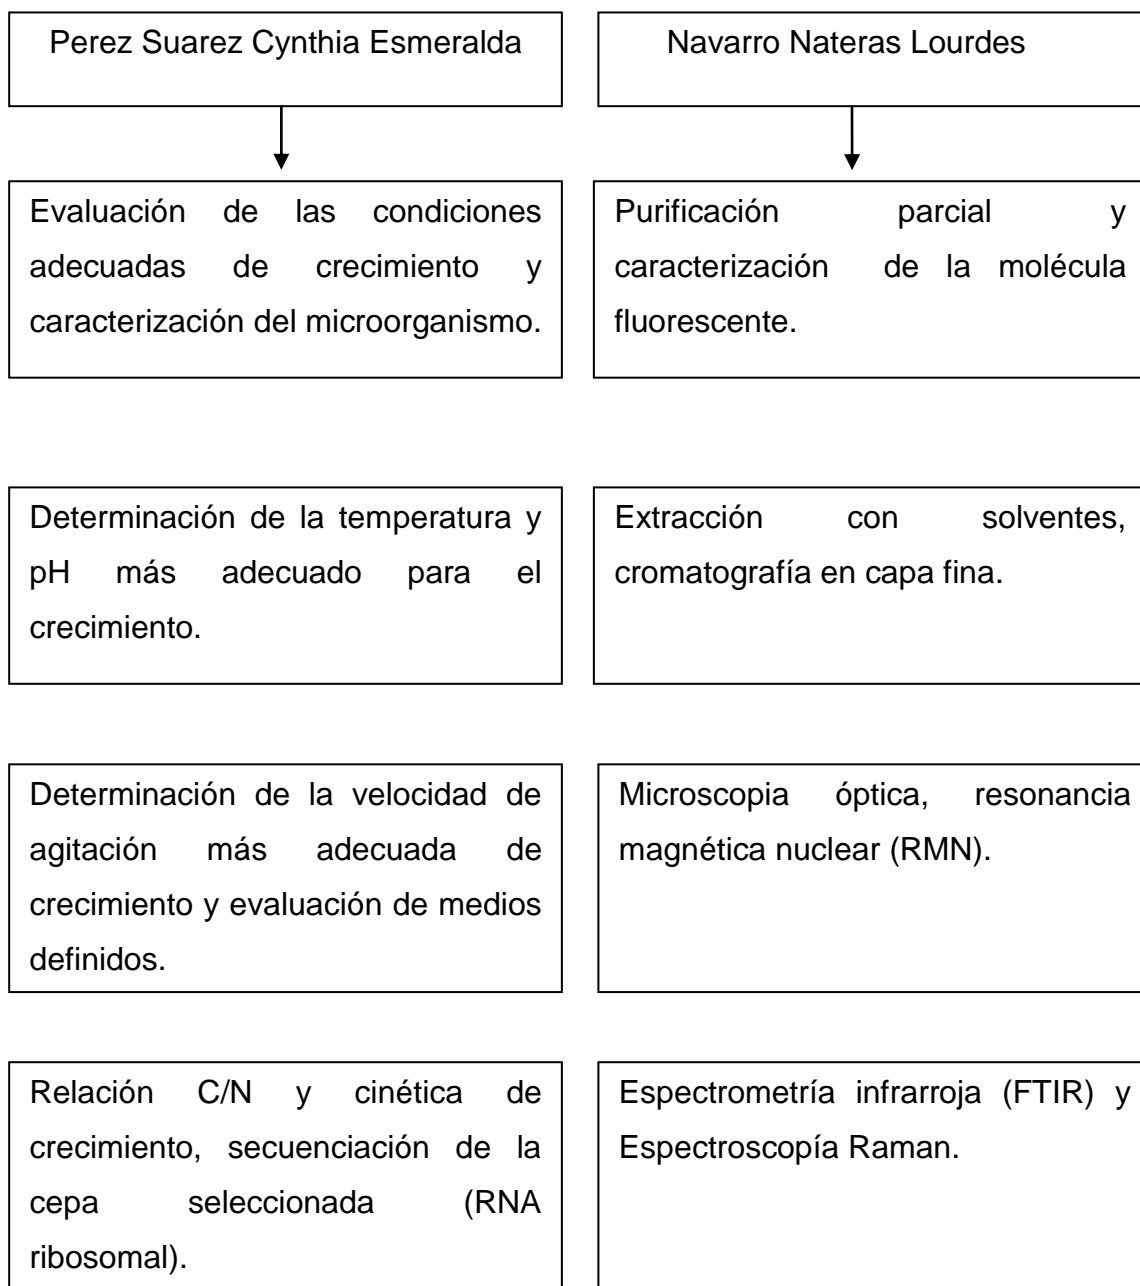 Perez Suarez Cynthia Esmeralda
Navarro Nateras Lourdes
Evaluación de las condiciones
adecuadas de crecimiento y
caracterización del microorganismo.
Purificación parcial y
caracterización de la molécula
fluorescente.
Determinación de la temperatura y
pH más adecuado para el
crecimiento.
Extracción con solventes,
cromatografía en capa fina.
Determinación de la velocidad de
agitación más adecuada de
crecimiento y evaluación de medios
definidos.
Microscopia óptica, resonancia
magnética nuclear (RMN).
Relación C/N y cinética de
crecimiento, secuenciación de la
cepa seleccionada (RNA
ribosomal).
Espectrometría infrarroja (FTIR) y
Espectroscopía Raman.